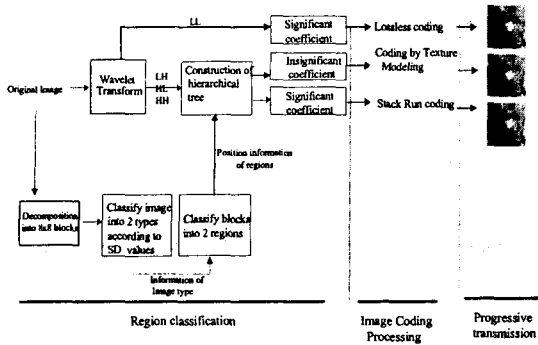 LL
Significant
coefficient
Lossless coding
Original Image
Wavelet
Transform
LH
HL
HH
Construction of
hierarchical
tree
Insignificant
coefficient
Coding by Texture
Modeling
Significant
coefficient
Stack Run coding
Position information
of regions
Decomposition
into 8x8 blocks
Classify image
into 2 types
according to
SD values
Classify blocks
into 2 regions
Information of
Image type
Region classification
Image Coding
Processing
Progressive
transmission